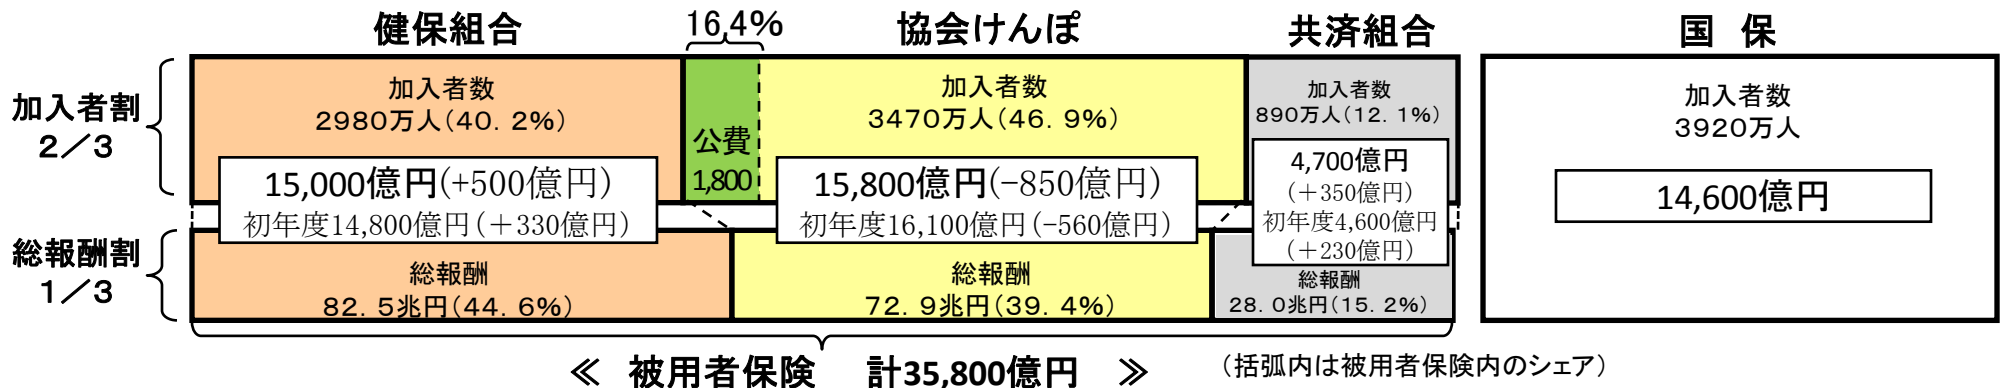 健保組合
16,4%
協会けんぽ
共済組合
国 保
加入者割
2/3
加入者数
2980万人(40.2%)
公費
1,800
加入者数
3470万人(46.9%)
加入者数
890万人(12.1%)
加入者数
3920万人
15,000億円(+500億円)
初年度14,800億円(+330億円)
15,800億円(−850億円)
初年度16,100億円(−560億円)
4,700億円
(+350億円)
初年度4,600億円
(+230億円)
14,600億円
総報酬割
1/3
総報酬
82.5兆円(44.6%)
総報酬
72.9兆円(39.4%)
総報酬
28.0兆円(15.2%)
≪ 被用者保険 計35,800億円 ≫
(括弧内は被用者保険内のシェア)